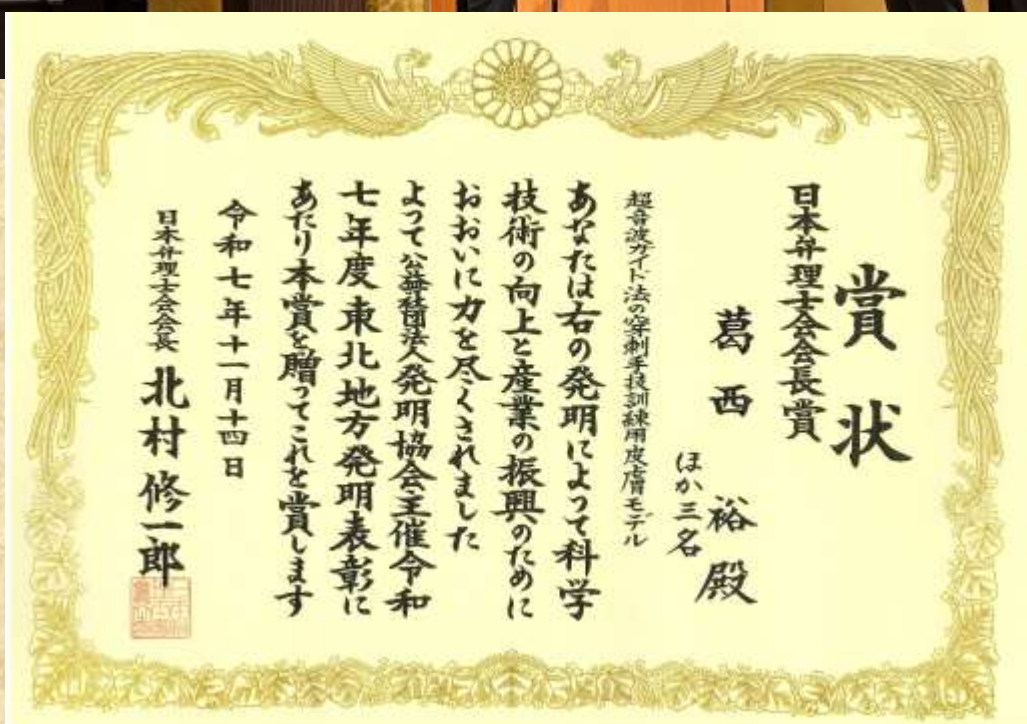 賞状
日本弁理士会会長賞
葛西裕殿
ほか三名
超音波ガイド法の穿刺手技訓練用皮膚モデル
あなたは右の発明によって科学
技術の向上と産業の振興のために
おおいに力を尽くされました
よって公益社団法人発明協会主催令和
七年度東北地方発明表彰に
あたり本賞を贈ってこれを賞します
令和七年十一月十四日
日本弁理士会会長 北村修一郎